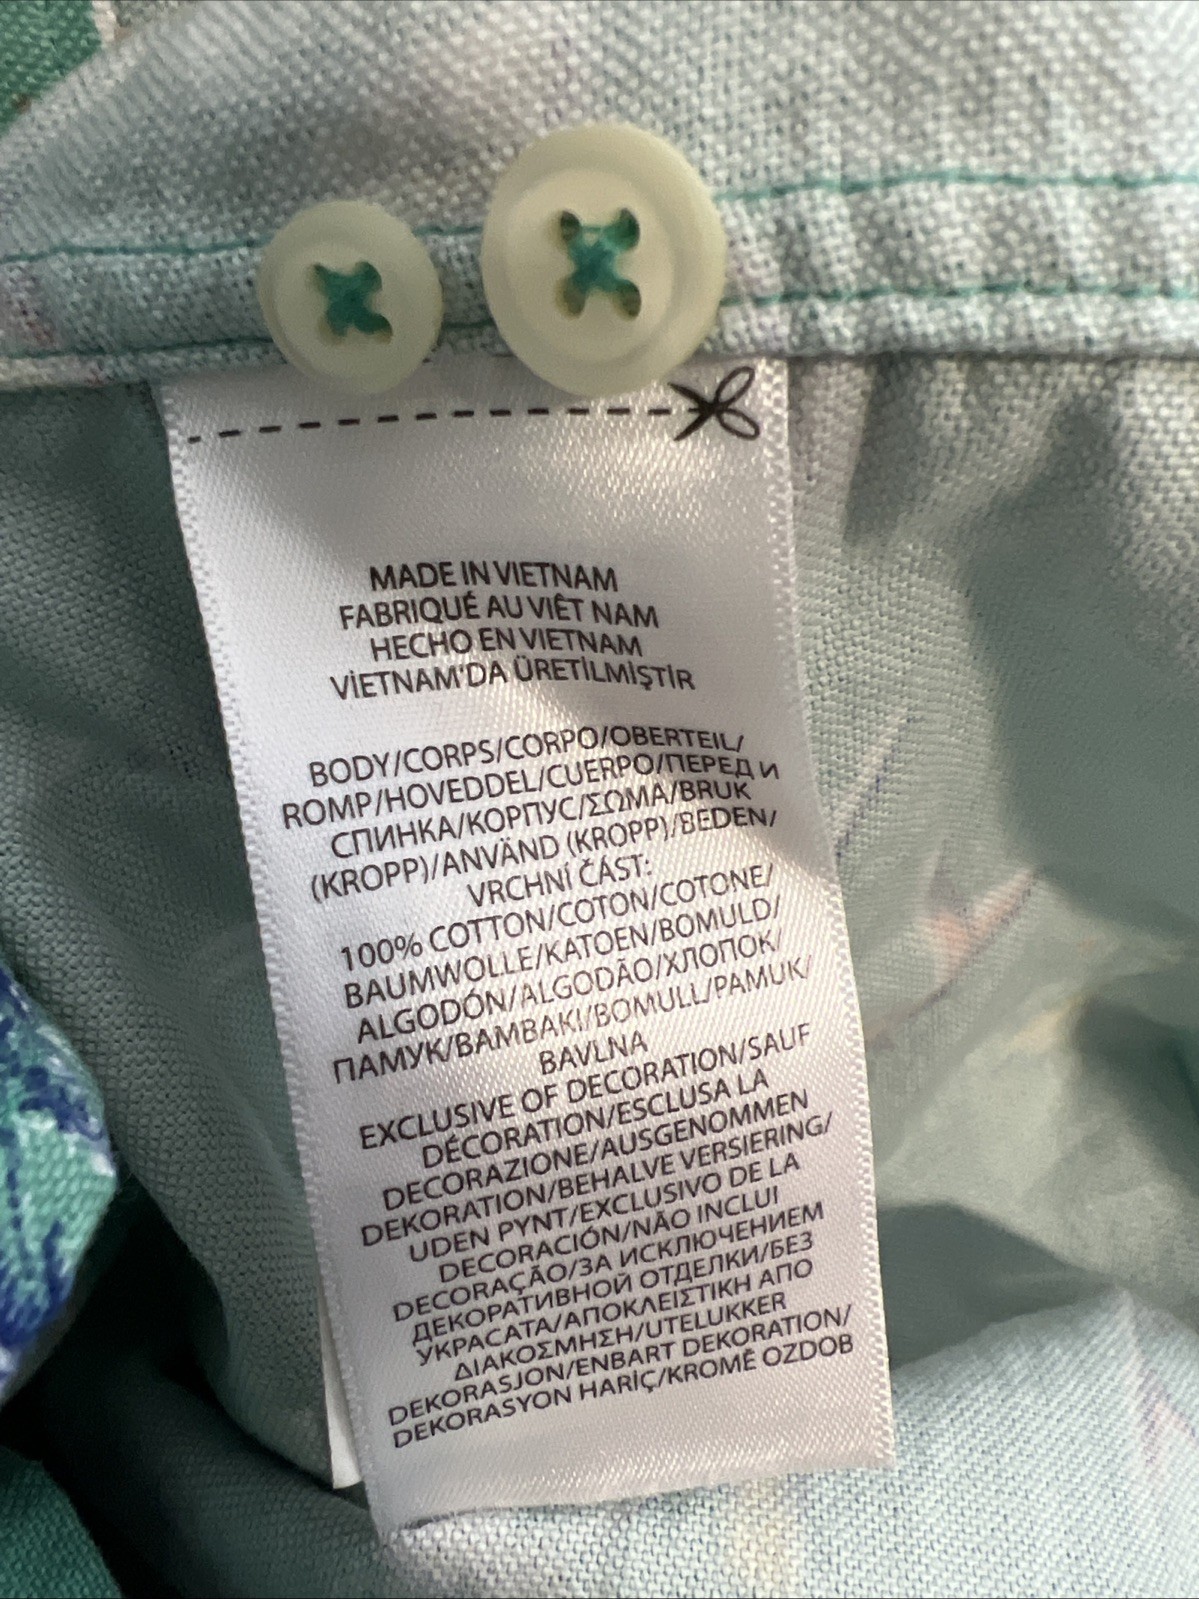 MADE IN VIETNAM
FABRIQUÉ AU VIÊT NAM
HECHO EN VIETNAM
VİETNAM'DA ÜRETİLMİŞTİR
BODY/CORPS/CORPO/OBERTEIL/
ROMP/HOVEDDEL/CUERPO/ПЕРЕД И
СПИНКА/КОРПУС/ΣΩΜΑ/BRUK
(KROPP)/ANVÄND (KROPP)/BEDEN/
VRCHNÍ ČÁST:
100% COTTON/COTON/COTONE/
BAUMWOLLE/KATOEN/BOMULD/
ALGODÓN/ALGODÃO/ХЛОПОК/
ПАМУК/ΒΑΜΒΑΚΙ/BOMULL/PAMUK/
BAVLNA
EXCLUSIVE OF DECORATION/SAUF
DÉCORATION/ESCLUSA LA
DECORAZIONE/AUSGENOMMEN
DEKORATION/BEHALVE VERSIERING/
UDEN PYNT/EXCLUSIVO DE LA
DECORACIÓN/NÃO INCLUI
DECORAÇÃO/ЗА ИСКЛЮЧЕНИЕМ
ДЕКОРАТИВНОЙ ОТДЕЛКИ/БЕЗ
УКРАСАТА/ΑΠΟΚΛΕΙΣΤΙΚΗ ΑΠΟ
ΔΙΑΚΟΣΜΗΣΗ/UTELUKKER
DEKORASJON/ENBART DEKORATION/
DEKORASYON HARİÇ/KROMĚ OZDOB